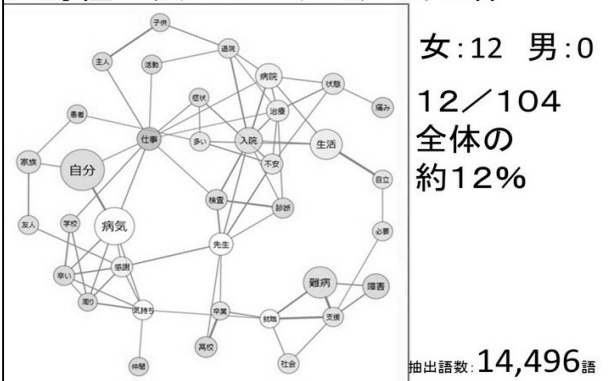 女:12 男:0
12/104
全体の
約12%
抽出語数:14,496語
子供
主人
活動
退院
病院
状態
痛み
症状
治療
患者
仕事
多い
入院
生活
不安
家族
自分
自立
検査
診断
友人
学校
病気
先生
必要
辛い
感謝
難病
障害
周り
気持ち
卒業
就職
支援
高校
仲間
社会